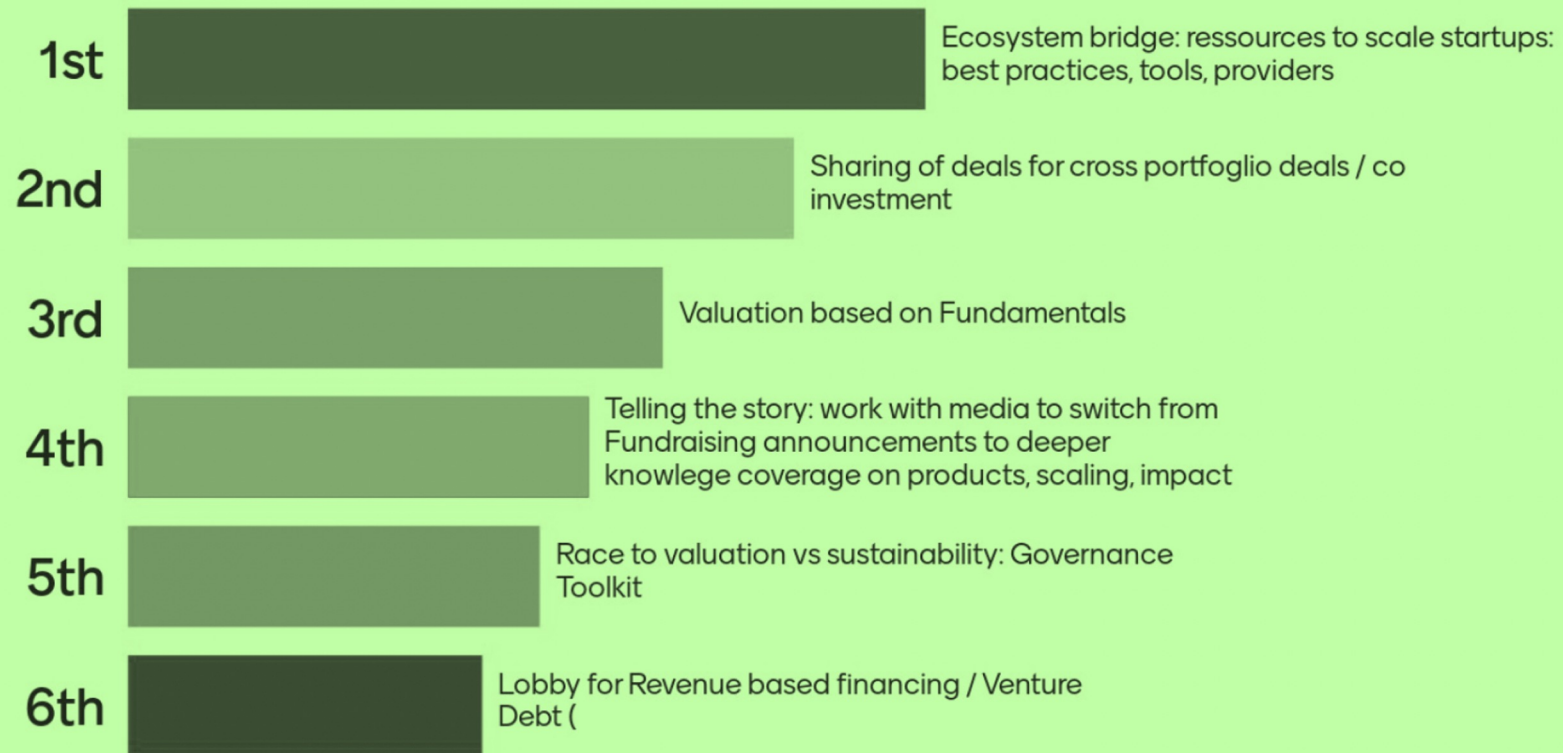 1st
Ecosystem bridge: ressources to scale startups:
best practices, tools, providers
2nd
Sharing of deals for cross portfoglio deals / co
investment
3rd
Valuation based on Fundamentals
4th
Telling the story: work with media to switch from
Fundraising announcements to deeper
knowlege coverage on products, scaling, impact
5th
Race to valuation vs sustainability: Governance
Toolkit
6th
Lobby for Revenue based financing / Venture
Debt (